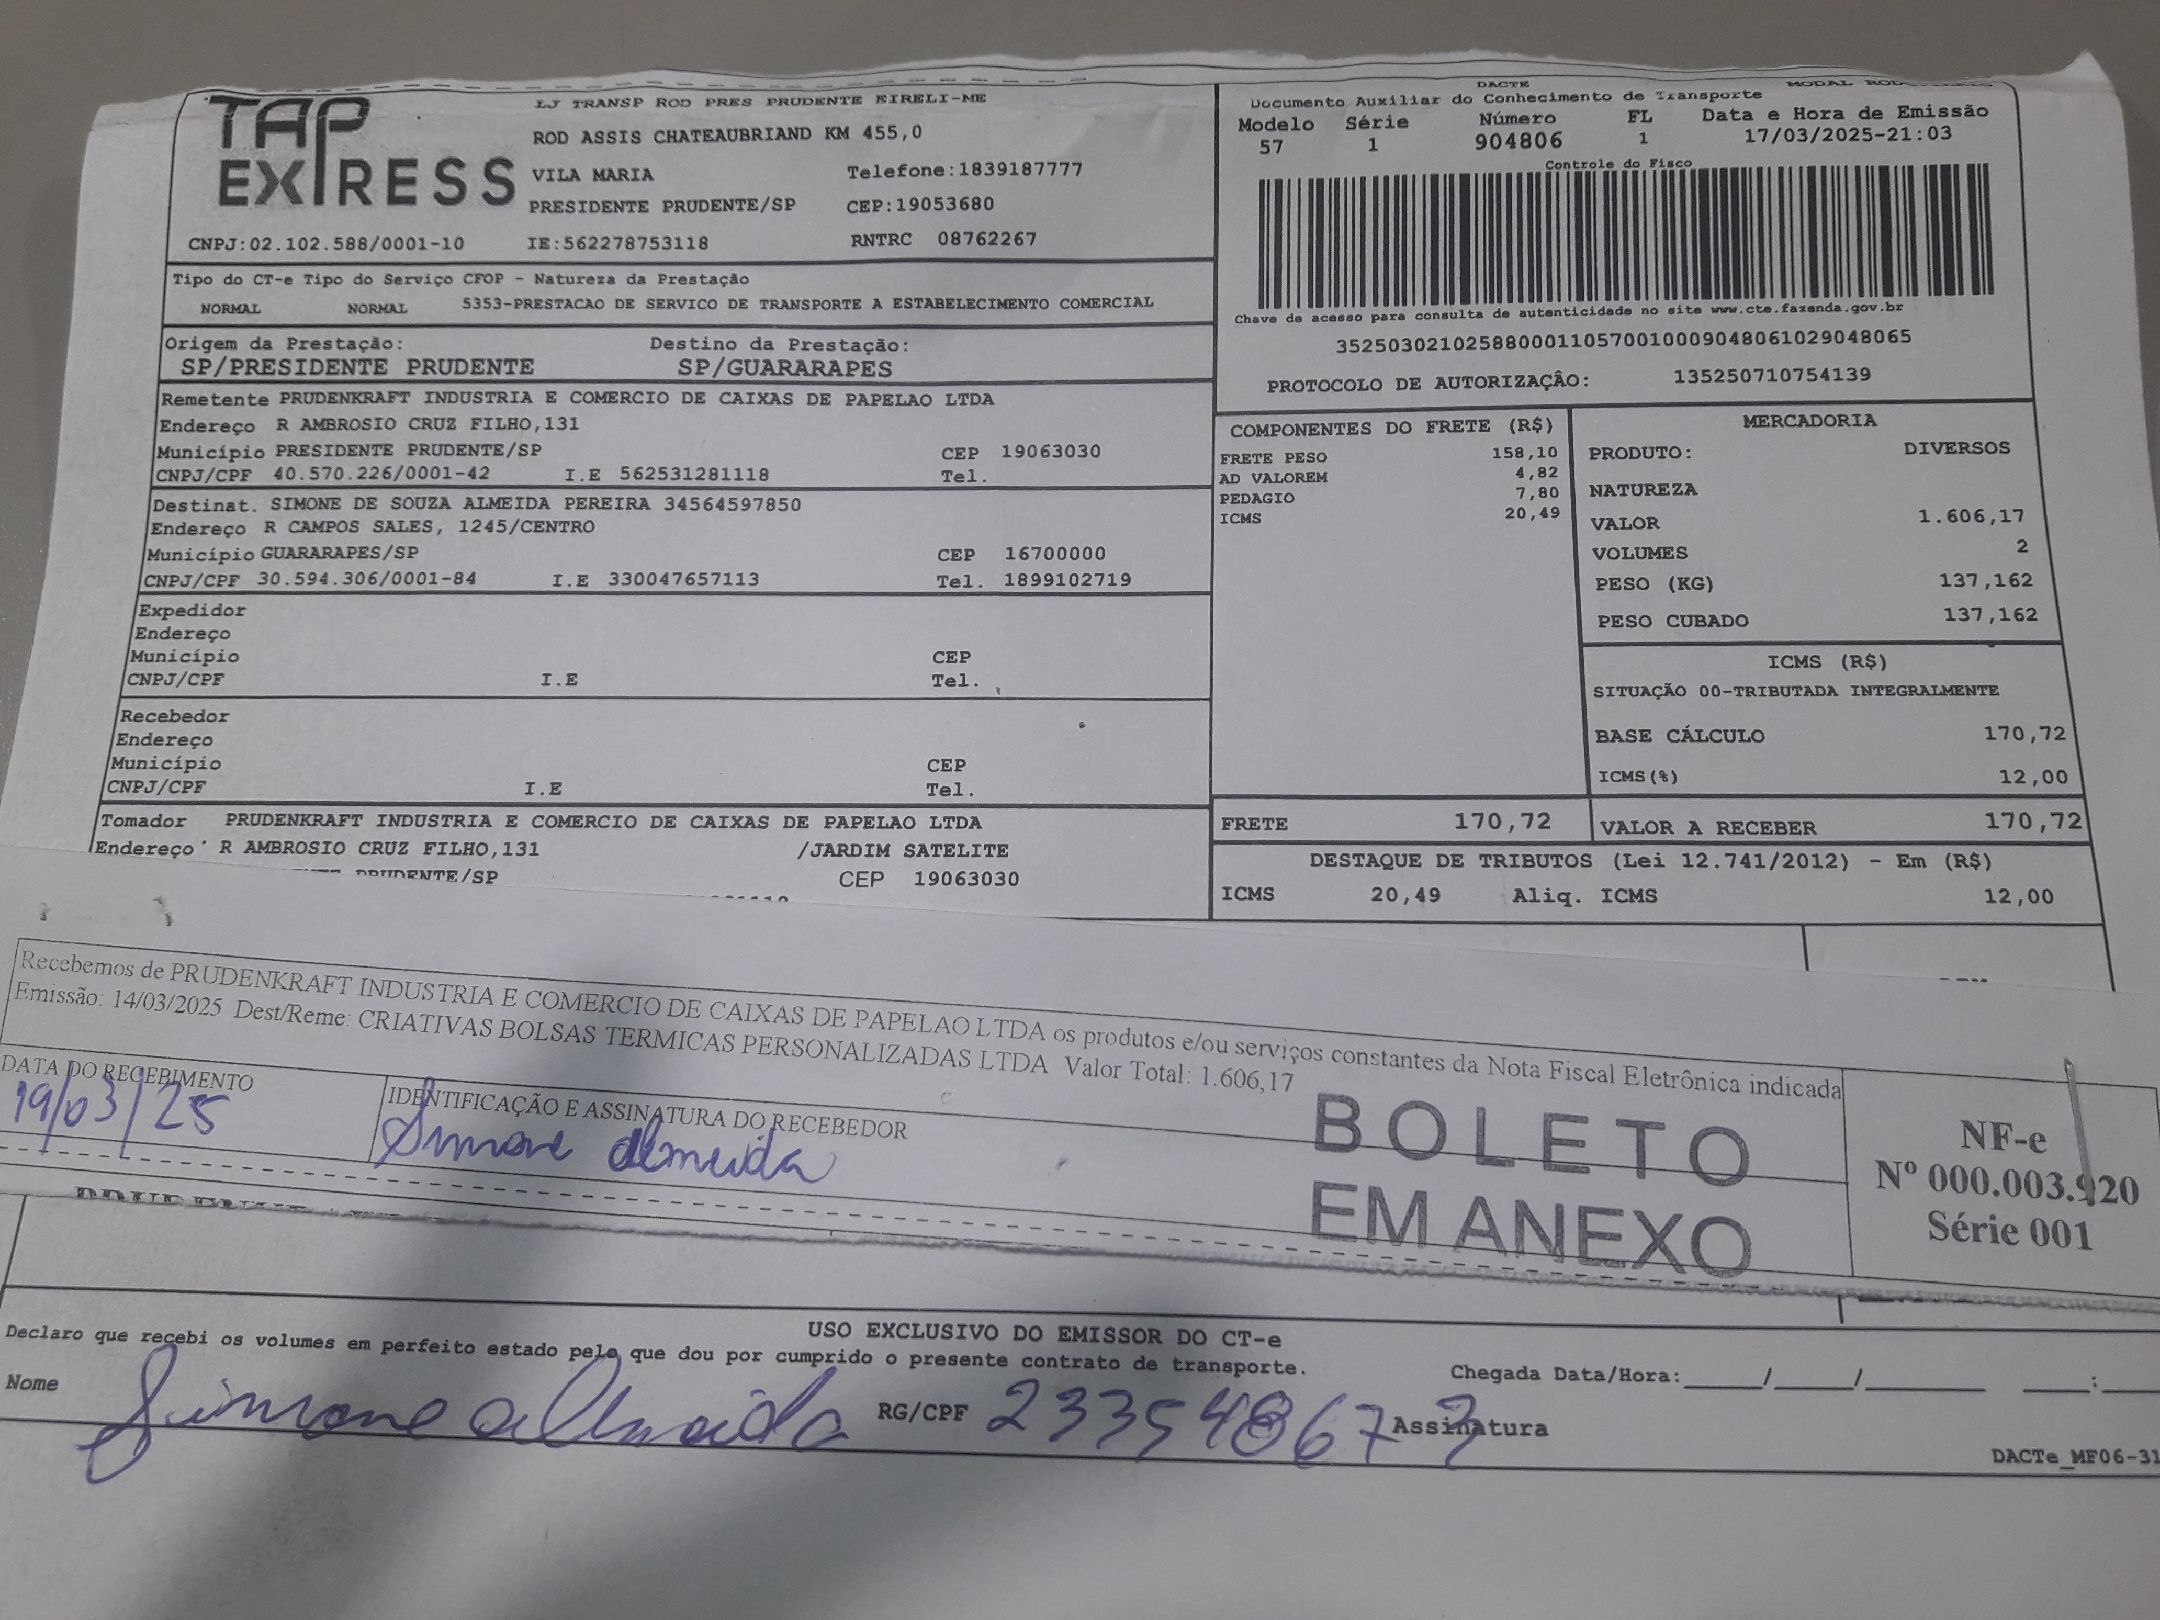 TAP EXPRESS
LJ TRANSP ROD PRES PRUDENTE EIRELI-ME
ROD ASSIS CHATEAUBRIAND KM 455,0
VILA MARIA Telefone:1839187777
PRESIDENTE PRUDENTE/SP CEP:19053680
CNPJ:02.102.588/0001-10 IE:562278753118 RNTRC 08762267
DACTE
Documento Auxiliar do Conhecimento de Transporte
Modelo Série Número FL Data e Hora de Emissão
57 1 904806 1 17/03/2025-21:03
Controle do Fisco
Chave de acesso para consulta de autenticidade no site www.cte.fazenda.gov.br
35250302102588000110570010009048061029048065
PROTOCOLO DE AUTORIZAÇÃO: 135250710754139
Tipo do CT-e Tipo do Serviço CFOP - Natureza da Prestação
NORMAL NORMAL 5353-PRESTACAO DE SERVICO DE TRANSPORTE A ESTABELECIMENTO COMERCIAL
Origem da Prestação: Destino da Prestação:
SP/PRESIDENTE PRUDENTE SP/GUARARAPES
Remetente PRUDENKRAFT INDUSTRIA E COMERCIO DE CAIXAS DE PAPELAO LTDA
Endereço R AMBROSIO CRUZ FILHO,131
Município PRESIDENTE PRUDENTE/SP CEP 19063030
CNPJ/CPF 40.570.226/0001-42 I.E 562531281118 Tel.
Destinat. SIMONE DE SOUZA ALMEIDA PEREIRA 34564597850
Endereço R CAMPOS SALES, 1245/CENTRO
Município GUARARAPES/SP CEP 16700000
CNPJ/CPF 30.594.306/0001-84 I.E 330047657113 Tel. 1899102719
Expedidor
Endereço
Município CEP
CNPJ/CPF I.E Tel.
Recebedor
Endereço
Município CEP
CNPJ/CPF I.E Tel.
Tomador PRUDENKRAFT INDUSTRIA E COMERCIO DE CAIXAS DE PAPELAO LTDA
Endereço R AMBROSIO CRUZ FILHO,131 /JARDIM SATELITE
PRUDENTE/SP CEP 19063030
COMPONENTES DO FRETE (R$)
FRETE PESO 158,10
AD VALOREM 4,82
PEDAGIO 7,80
ICMS 20,49
MERCADORIA
PRODUTO: DIVERSOS
NATUREZA
VALOR 1.606,17
VOLUMES 2
PESO (KG) 137,162
PESO CUBADO 137,162
ICMS (R$)
SITUAÇÃO 00-TRIBUTADA INTEGRALMENTE
BASE CÁLCULO 170,72
ICMS(%) 12,00
FRETE 170,72 VALOR A RECEBER 170,72
DESTAQUE DE TRIBUTOS (Lei 12.741/2012) - Em (R$)
ICMS 20,49 Aliq. ICMS 12,00
Recebemos de PRUDENKRAFT INDUSTRIA E COMERCIO DE CAIXAS DE PAPELAO LTDA os produtos e/ou serviços constantes da Nota Fiscal Eletrônica indicada
Emissão: 14/03/2025 Dest/Reme: CRIATIVAS BOLSAS TERMICAS PERSONALIZADAS LTDA Valor Total: 1.606,17
DATA DO RECEBIMENTO IDENTIFICAÇÃO E ASSINATURA DO RECEBEDOR
19/03/25 Simone Almeida
BOLETO
EM ANEXO
NF-e
Nº 000.003.920
Série 001
USO EXCLUSIVO DO EMISSOR DO CT-e
Declaro que recebi os volumes em perfeito estado pelo que dou por cumprido o presente contrato de transporte.
Chegada Data/Hora:____/____/______ ___:___
Nome Simone Almeida RG/CPF 233548673 Assinatura
DACTe_MF06-31